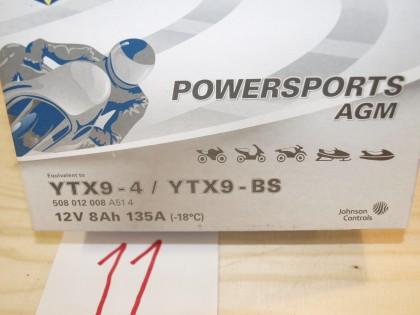 POWERSPORTS
AGM
Equivalent to
YTX9-4 / YTX9-BS
508 012 008 A51 4
12V 8Ah 135A (-18°C)
Johnson
Controls
11